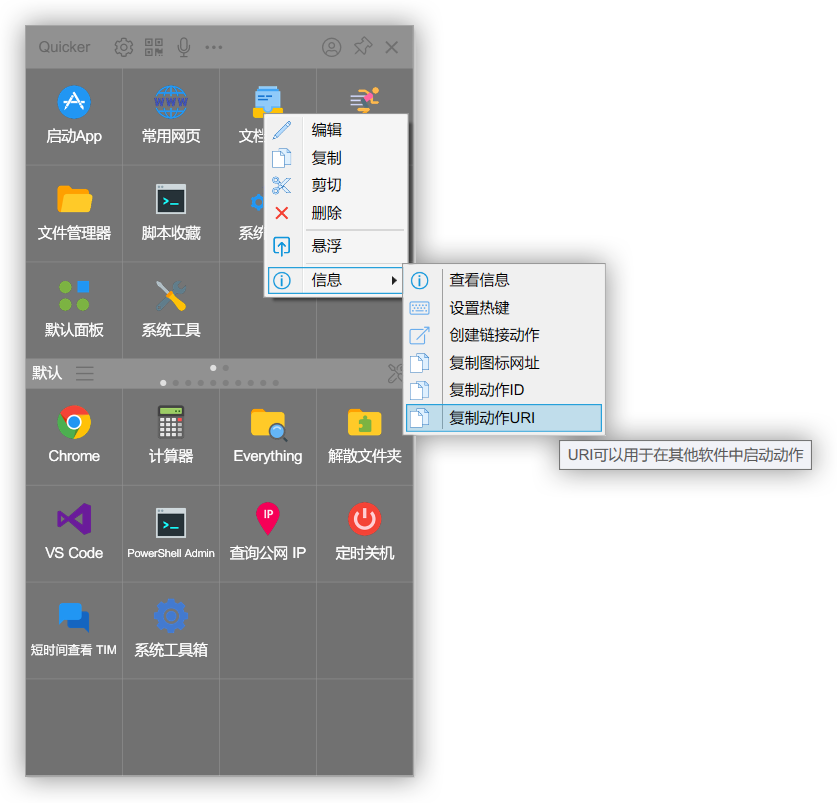 Quicker
启动App
常用网页
文档
编辑
复制
剪切
删除
悬浮
信息
文件管理器
脚本收藏
系统
默认面板
系统工具
查看信息
设置热键
创建链接动作
复制图标网址
复制动作ID
复制动作URI
URI可以用于在其他软件中启动动作
默认
Chrome
计算器
Everything
解散文件夹
VS Code
PowerShell Admin
IP
查询公网 IP
定时关机
短时间查看 TIM
系统工具箱